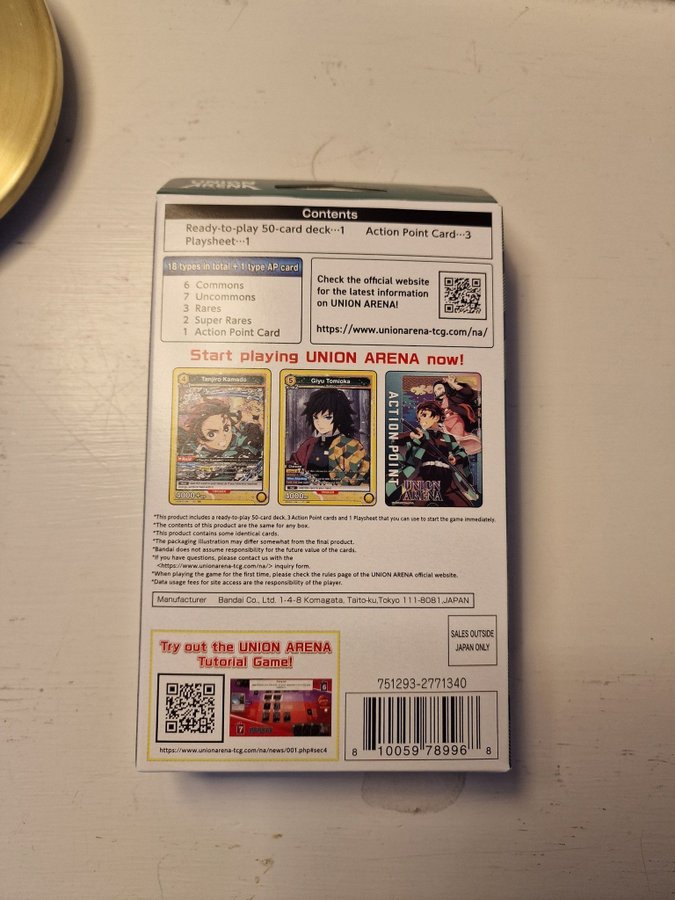 UNION
ARENA
Contents
Ready-to-play 50-card deck…1 Action Point Card…3
Playsheet…1
18 types in total + 1 type AP card
6 Commons
7 Uncommons
3 Rares
2 Super Rares
1 Action Point Card
Check the official website
for the latest information
on UNION ARENA!
https://www.unionarena-tcg.com/na/
Start playing UNION ARENA now!
4 Tanjiro Kamado
4000
5 Giyu Tomioka
4000
ACTION POINT
UNION
ARENA
*This product includes a ready-to-play 50-card deck, 3 Action Point cards and 1 Playsheet that you can use to start the game immediately.
*The contents of this product are the same for any box.
*This product contains some identical cards.
*The packaging illustration may differ somewhat from the final product.
*Bandai does not assume responsibility for the future value of the cards.
*If you have questions, please contact us with the
<https://www.unionarena-tcg.com/na/> inquiry form.
*When playing the game for the first time, please check the rules page of the UNION ARENA official website.
*Data usage fees for site access are the responsibility of the player.
Manufacturer Bandai Co., Ltd. 1-4-8 Komagata, Taito-ku,Tokyo 111-8081,JAPAN
SALES OUTSIDE
JAPAN ONLY
Try out the UNION ARENA
Tutorial Game!
6
7
https://www.unionarena-tcg.com/na/news/001.php#sec4
751293-2771340
8 10059 78996 8